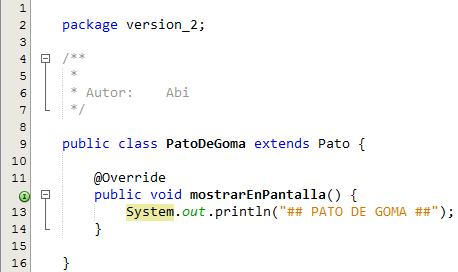 1
2 package version_2;
3
4 /**
5 *
6 * Autor: Abi
7 */
8
9 public class PatoDeGoma extends Pato {
10
11 @Override
public void mostrarEnPantalla() {
13 System.out.println("## PATO DE GOMA ##");
14 }
15
16 }